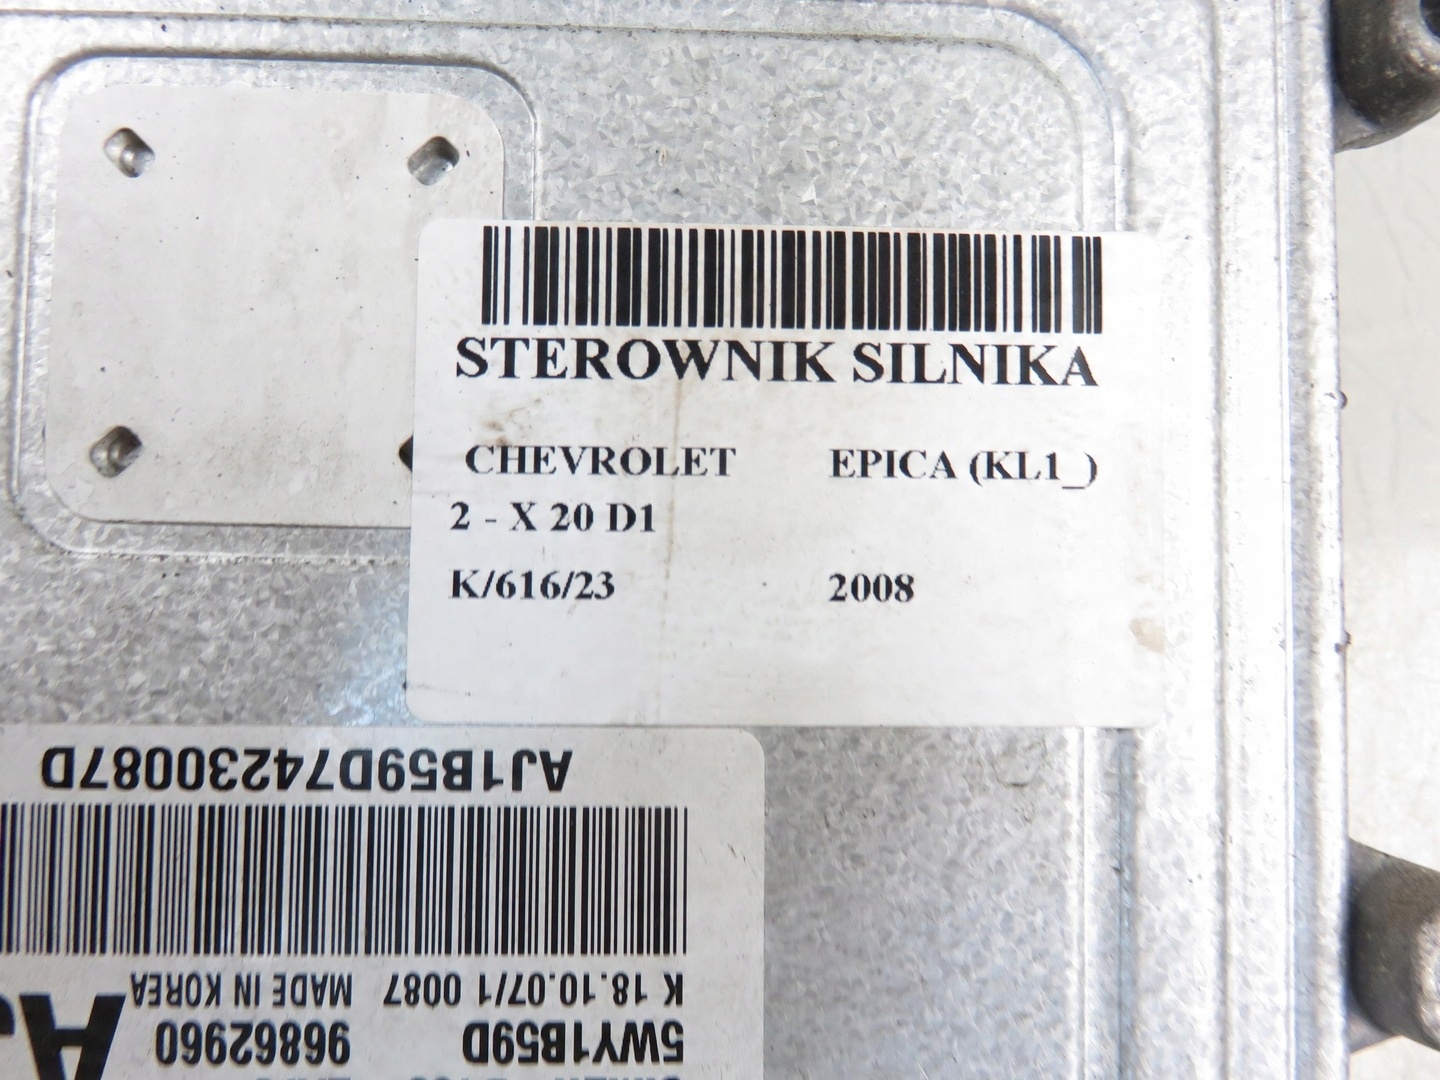 STEROWNIK SILNIKA
CHEVROLET EPICA (KL1_)
2 - X 20 D1
K/616/23 2008
AJ1B59D74230087D
K 18.10.07/1 0087 MADE IN KOREA
5WY1B59D 96862960